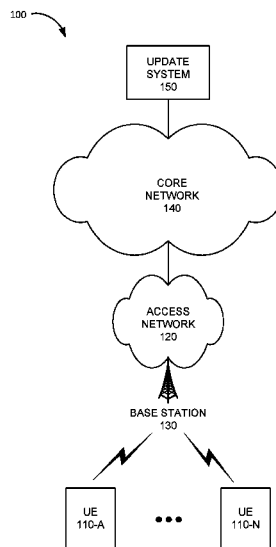 100
UPDATE
SYSTEM
150
CORE
NETWORK
140
ACCESS
NETWORK
120
BASE STATION
130
UE
110-A
UE
110-N